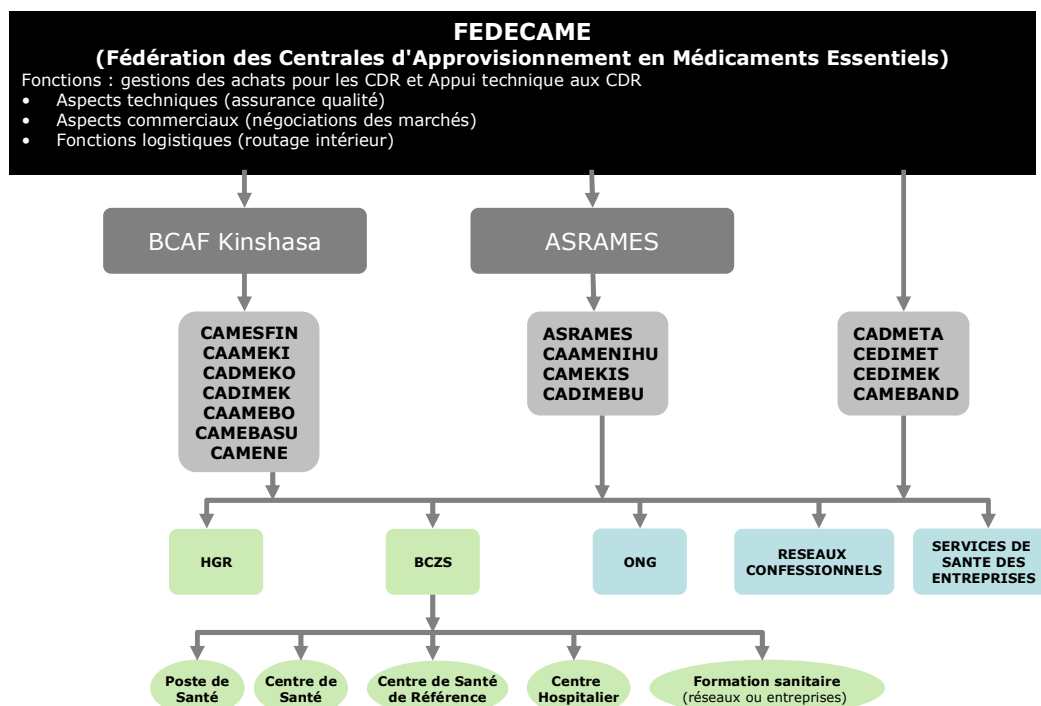 FEDECAME
(Fédération des Centrales d'Approvisionnement en Médicaments Essentiels)
Fonctions : gestions des achats pour les CDR et Appui technique aux CDR
• Aspects techniques (assurance qualité)
• Aspects commerciaux (négociations des marchés)
• Fonctions logistiques (routage intérieur)
BCAF Kinshasa
ASRAMES
CAMESFIN
CAAMEKI
CADMEKO
CADIMEK
CAAMEBO
CAMEBASU
CAMENE
ASRAMES
CAAMENIHU
CAMEKIS
CADIMEBU
CADMETA
CEDIMET
CEDIMEK
CAMEBAND
HGR
BCZS
ONG
RESEAUX
CONFESSIONNELS
SERVICES DE
SANTE DES
ENTREPRISES
Poste de
Santé
Centre de
Santé
Centre de Santé
de Référence
Centre
Hospitalier
Formation sanitaire
(réseaux ou entreprises)